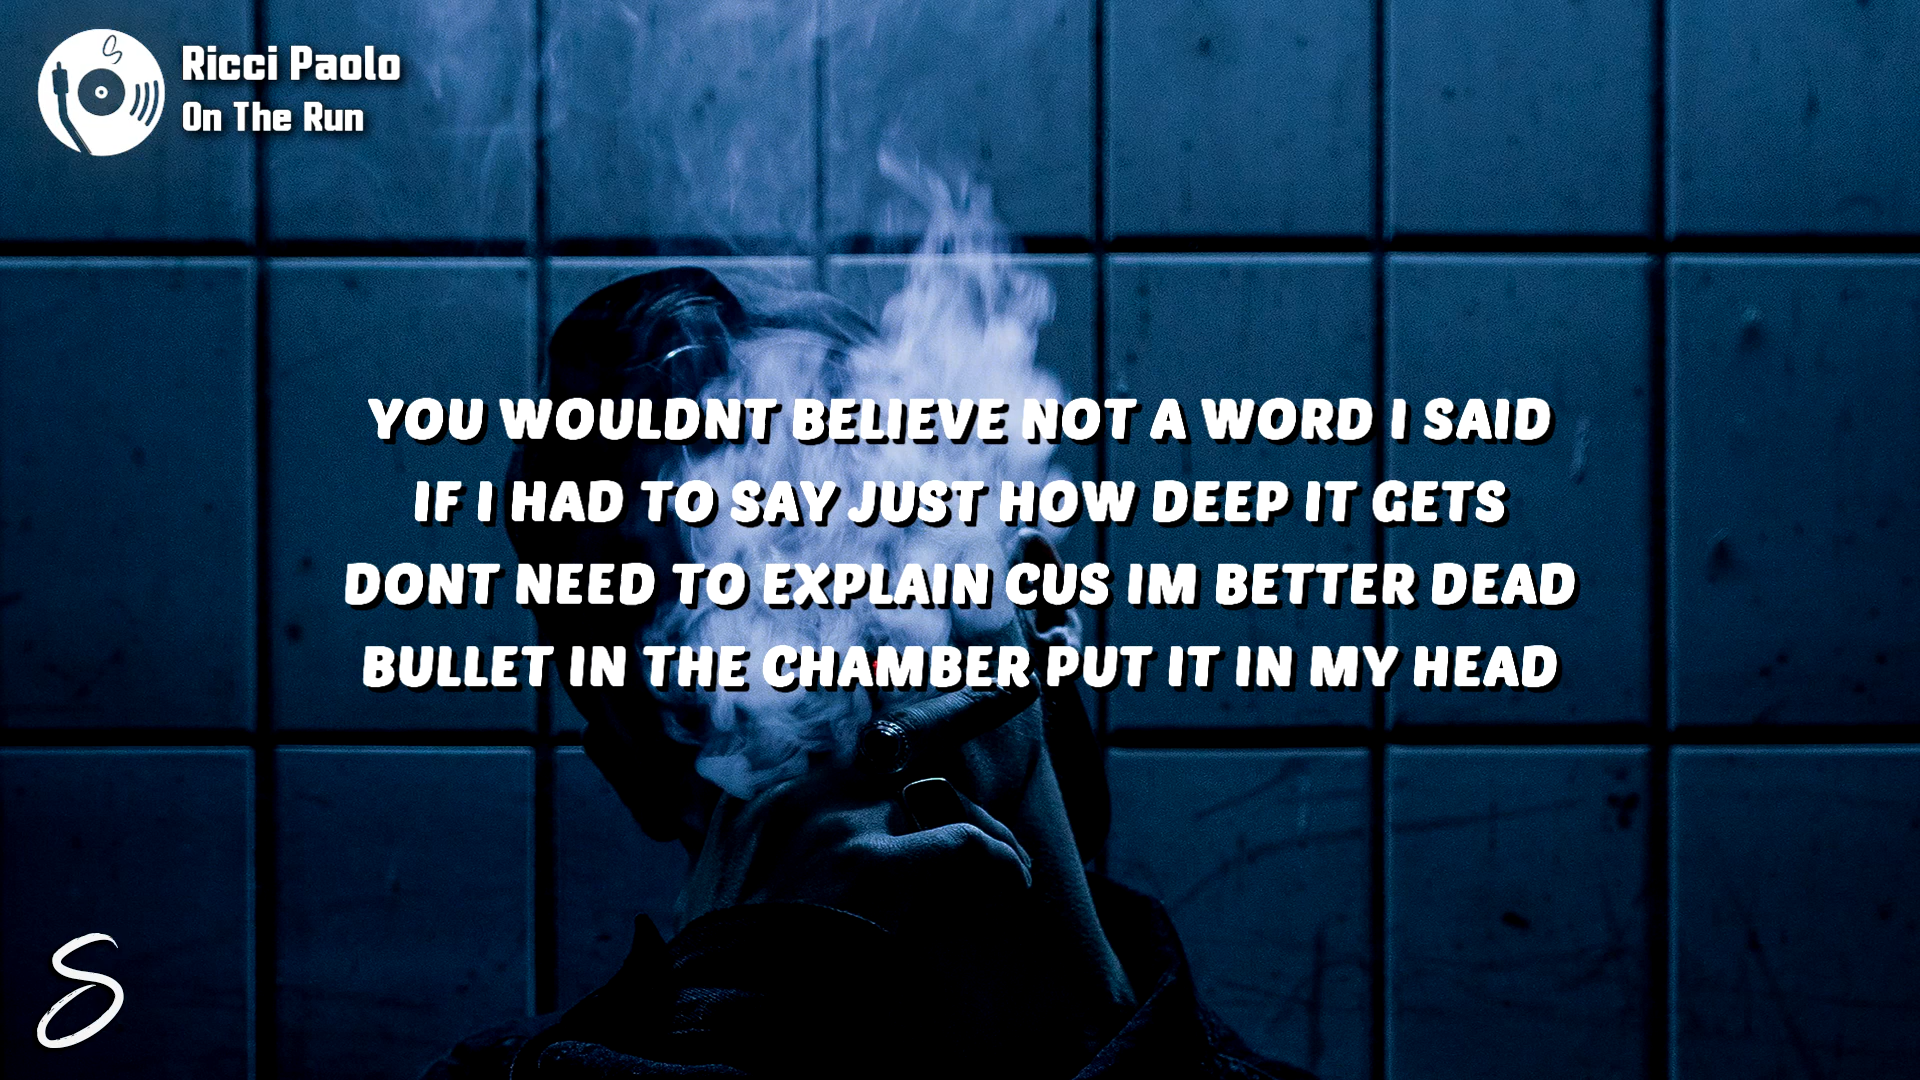 Ricci Paolo
On The Run
YOU WOULDNT BELIEVE NOT A WORD I SAID
IF I HAD TO SAY JUST HOW DEEP IT GETS
DONT NEED TO EXPLAIN CUS IM BETTER DEAD
BULLET IN THE CHAMBER PUT IT IN MY HEAD
S